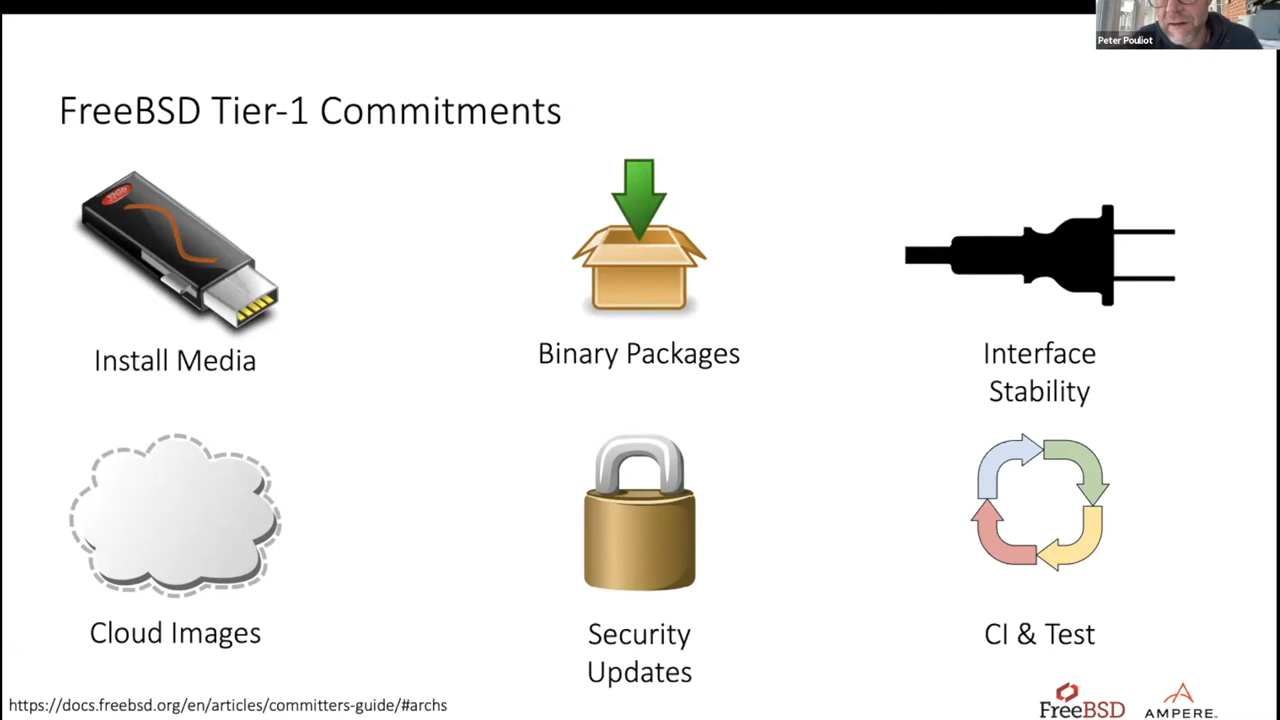 Peter Pouliot
FreeBSD Tier-1 Commitments
32GB
Install Media
Binary Packages
Interface
Stability
Cloud Images
Security
Updates
CI & Test
https://docs.freebsd.org/en/articles/committers-guide/#archs
FreeBSD
AMPERE